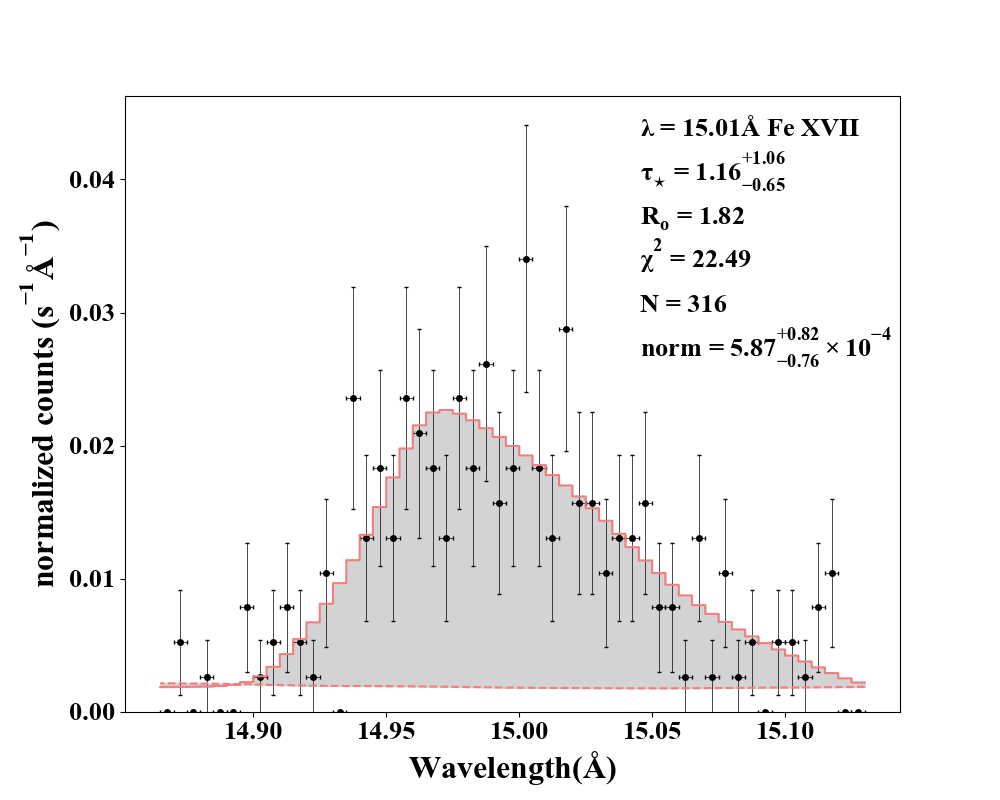 λ = 15.01Å Fe XVII
τ⋆ = 1.16 +1.06 −0.65
Ro = 1.82
χ² = 22.49
N = 316
norm = 5.87 +0.82 −0.76 × 10⁻⁴
normalized counts (s⁻¹ Å⁻¹)
0.04
0.03
0.02
0.01
0.00
14.90 14.95 15.00 15.05 15.10
Wavelength(Å)